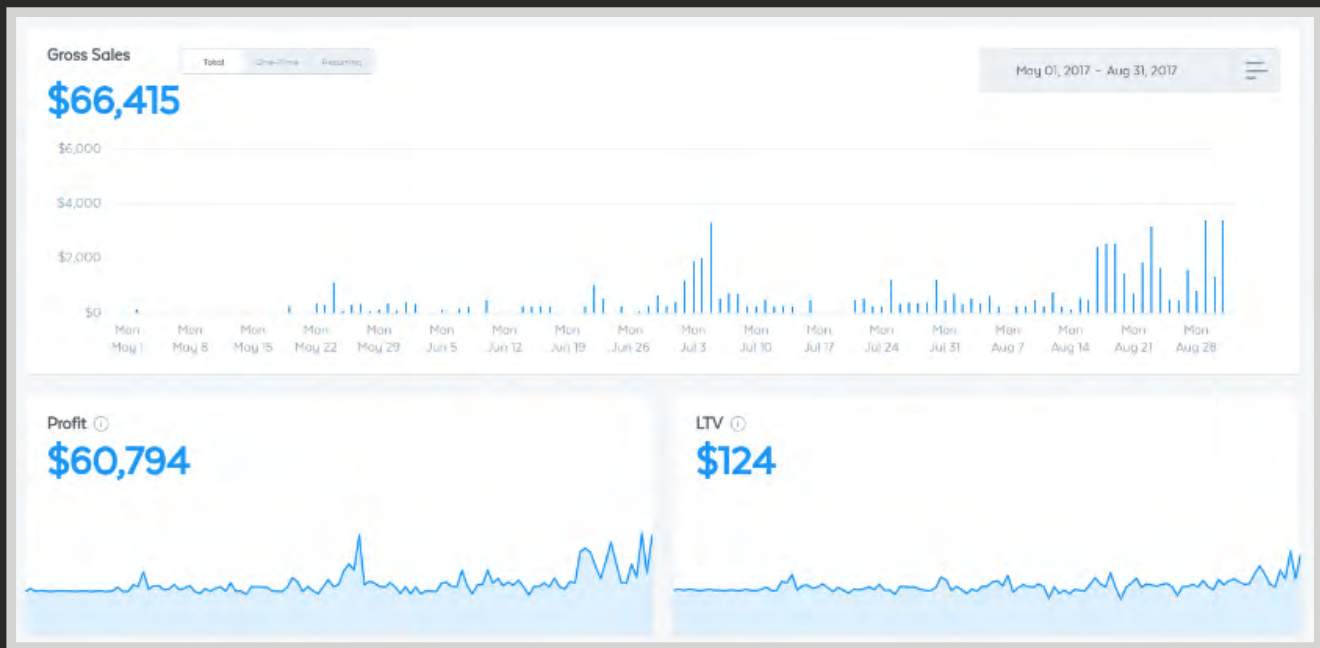 Gross Sales
Total One-Time Recurring
May 01, 2017 - Aug 31, 2017
$66,415
$6,000
$4,000
$2,000
$0
Mon Mon Mon Mon Mon Mon Mon Mon Mon Mon Mon Mon Mon Mon Mon Mon Mon Mon
May 1 May 8 May 15 May 22 May 29 Jun 5 Jun 12 Jun 19 Jun 26 Jul 3 Jul 10 Jul 17 Jul 24 Jul 31 Aug 7 Aug 14 Aug 21 Aug 28
Profit
$60,794
LTV
$124